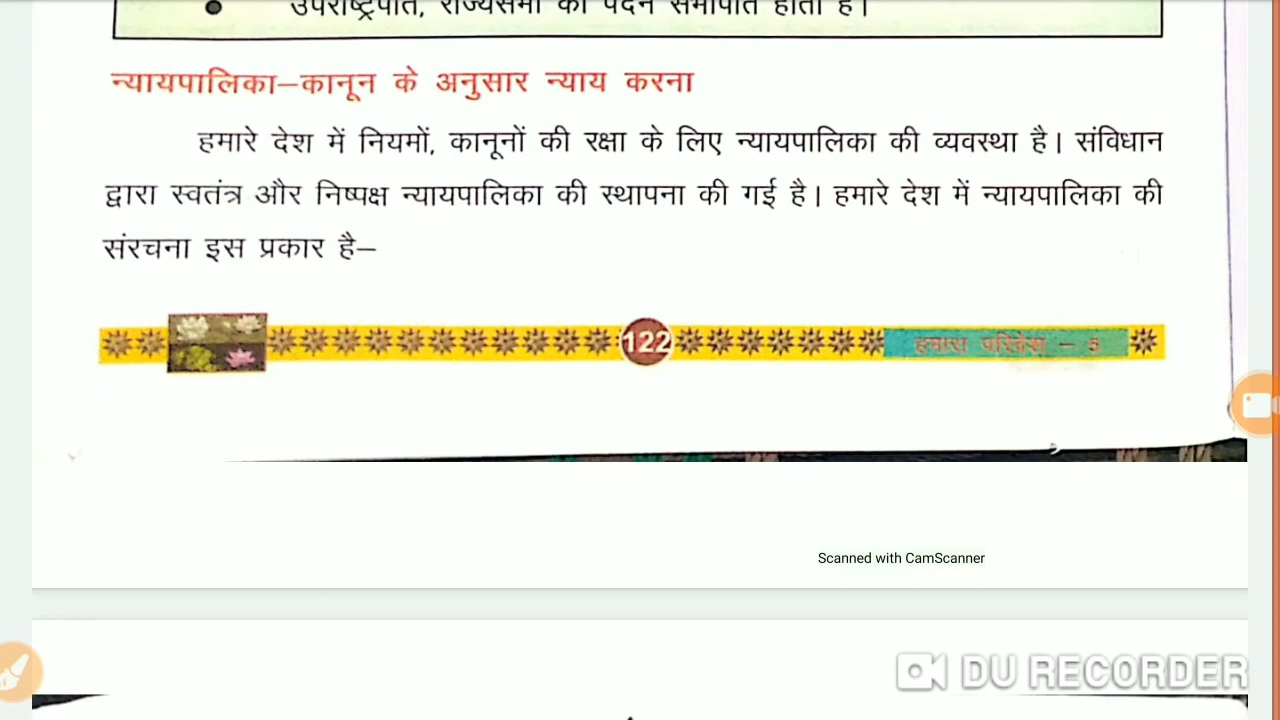 उपराष्ट्रपति, राज्यसभा का पदेन सभापति होता है।
न्यायपालिका–कानून के अनुसार न्याय करना
हमारे देश में नियमों, कानूनों की रक्षा के लिए न्यायपालिका की व्यवस्था है। संविधान
द्वारा स्वतंत्र और निष्पक्ष न्यायपालिका की स्थापना की गई है। हमारे देश में न्यायपालिका की
संरचना इस प्रकार है–
122
हमारा परिवेश – 5
Scanned with CamScanner
DU RECORDER